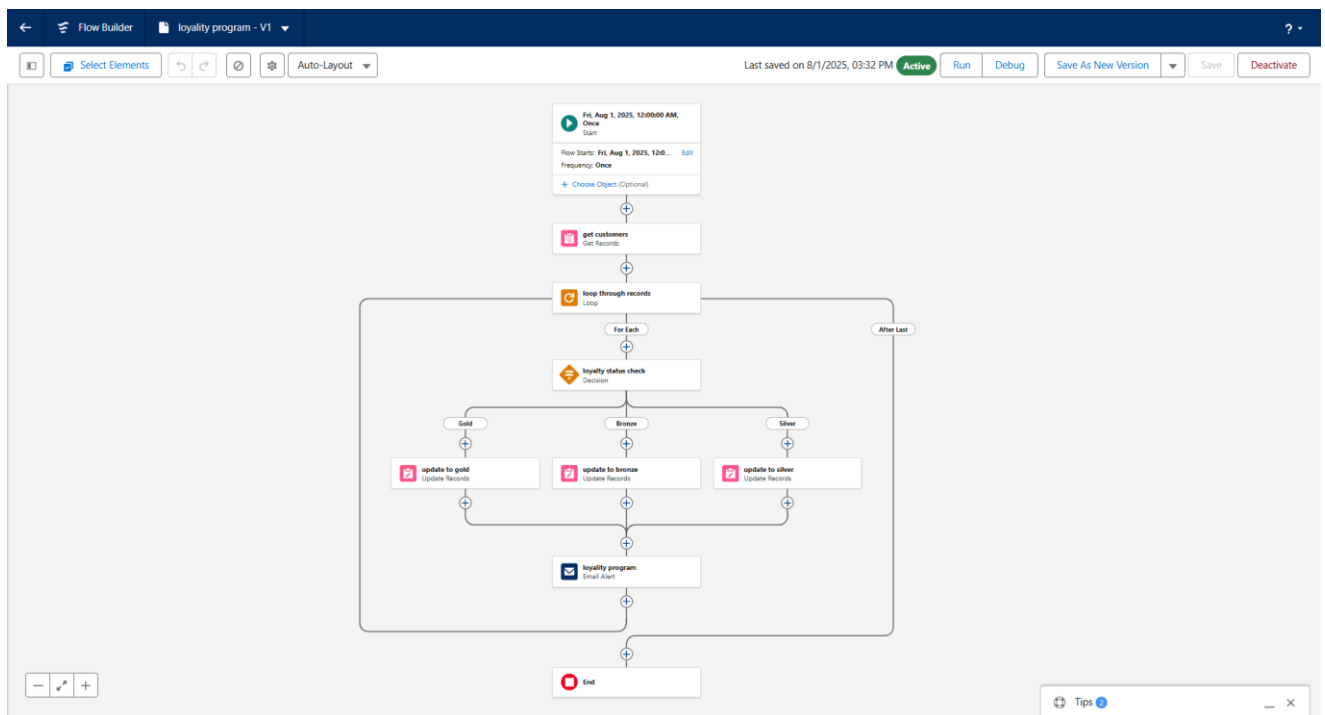 Flow Builder
loyality program - V1
? 
Select Elements
Auto-Layout
Last saved on 8/1/2025, 03:32 PM
Active
Run
Debug
Save As New Version
Save
Deactivate
Fri, Aug 1, 2025, 12:00:00 AM,
Once
Start
Flow Starts: Fri, Aug 1, 2025, 12:0... Edit
Frequency: Once
+ Choose Object (Optional)
get customers
Get Records
loop through records
Loop
For Each
After Last
loyalty status check
Decision
Gold
Bronze
Silver
update to gold
Update Records
update to bronze
Update Records
update to silver
Update Records
loyality program
Email Alert
End
Tips 2